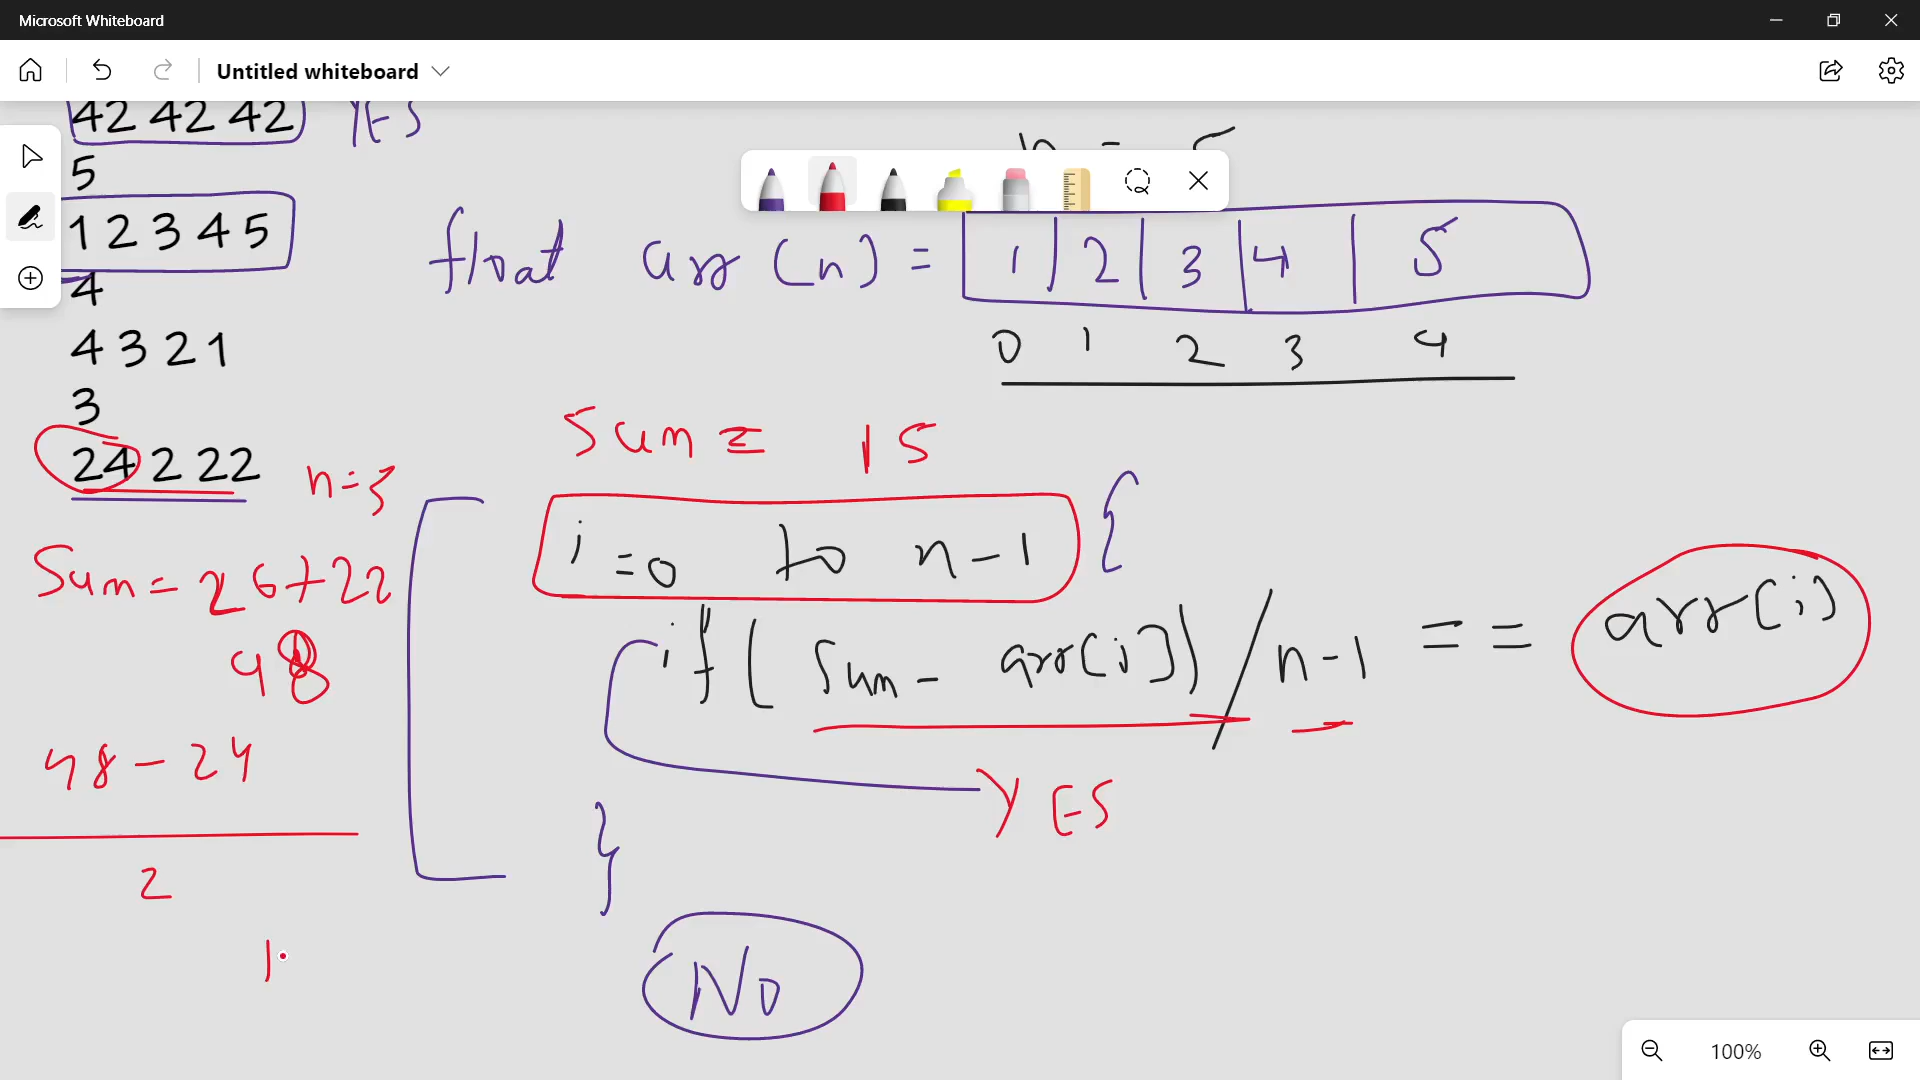 Microsoft Whiteboard
Untitled whiteboard
42 42 42 YES
5
1 2 3 4 5
4
4 3 2 1
3
24 2 22
n = 5
float arr(n) = 1 2 3 4 5
0 1 2 3 4
Sum = 15
n=3
i=0 to n-1 {
Sum = 26+22
48
if ( Sum - arr[i]) / n-1 == arr[i]
48 - 24
2
YES
}
1
No
100%